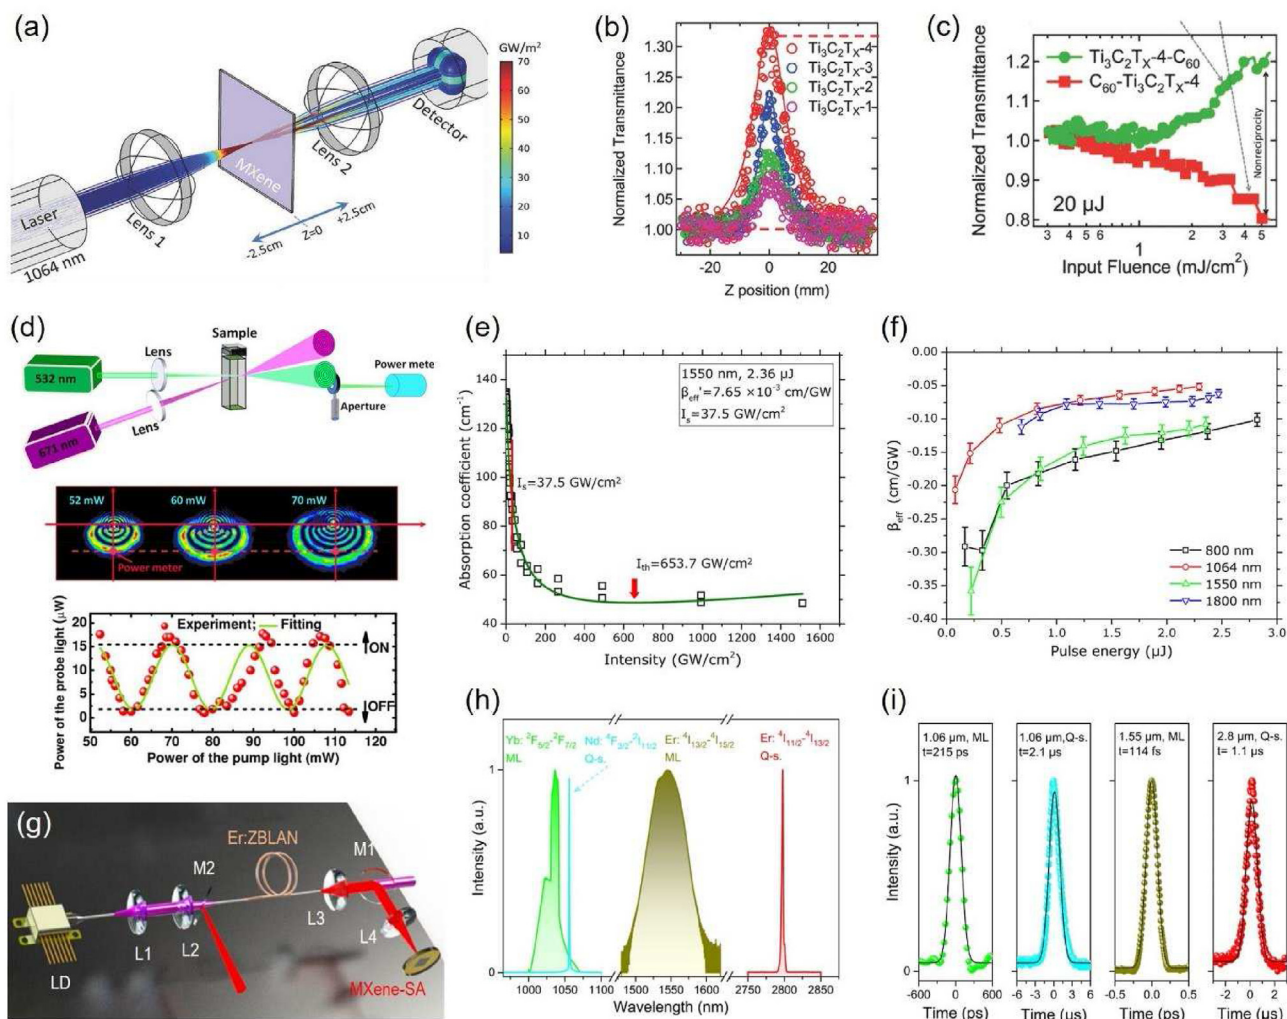 (a)
GW/m²
70
60
50
40
30
20
10
Laser
1064 nm
Lens 1
MXene
Lens 2
Detector
-2.5cm
Z=0
+2.5cm
(b)
Normalized Transmittance
1.30
1.25
1.20
1.15
1.10
1.05
1.00
Ti₃C₂Tₓ-4
Ti₃C₂Tₓ-3
Ti₃C₂Tₓ-2
Ti₃C₂Tₓ-1
-20
0
20
Z position (mm)
(c)
Normalized Transmittance
1.2
1.1
1.0
0.9
0.8
Ti₃C₂Tₓ-4-C₆₀
C₆₀-Ti₃C₂Tₓ-4
Nonreciprocity
20 µJ
3 4 5 6 1 2 3 4 5
Input Fluence (mJ/cm²)
(d)
532 nm
671 nm
Lens
Lens
Sample
Power mete
Aperture
52 mW 60 mW 70 mW
Power meter
Power of the probe light (µW)
20
15
10
5
0
Experiment; Fitting
ON
OFF
50 60 70 80 90 100 110 120
Power of the pump light (mW)
(e)
Absorption coefficient (cm⁻¹)
140
120
100
80
60
40
1550 nm, 2.36 µJ
βeff'=7.65 ×10⁻³ cm/GW
Iₛ=37.5 GW/cm²
Iₛ=37.5 GW/cm²
Ith=653.7 GW/cm²
0 200 400 600 800 1000 1200 1400 1600
Intensity (GW/cm²)
(f)
βeff (cm/GW)
0.00
-0.05
-0.10
-0.15
-0.20
-0.25
-0.30
-0.35
-0.40
800 nm
1064 nm
1550 nm
1800 nm
0.0 0.5 1.0 1.5 2.0 2.5 3.0
Pulse energy (µJ)
(g)
LD
L1
L2
M2
Er:ZBLAN
L3
M1
L4
MXene-SA
(h)
Intensity (a.u.)
1
0
Yb: ²F₅/₂-²F₇/₂
ML
Nd: ⁴F₃/₂-²I₁₁/₂
Q-s.
Er: ⁴I₁₃/₂-⁴I₁₅/₂
ML
Er: ⁴I₁₁/₂-⁴I₁₃/₂
Q-s.
1000 1050 1100 1500 1550 1600 2750 2800 2850
Wavelength (nm)
(i)
Intensity (a.u.)
1
0
1.06 µm, ML
t=215 ps
-600 0 600
Time (ps)
1.06 µm,Q-s.
t=2.1 µs
-6 -3 0 3 6
Time (µs)
1.55 µm, ML
t=114 fs
-0.5 0.0 0.5
Time (ps)
2.8 µm, Q-s.
t= 1.1 µs
-3 -2 0 2
Time (µs)